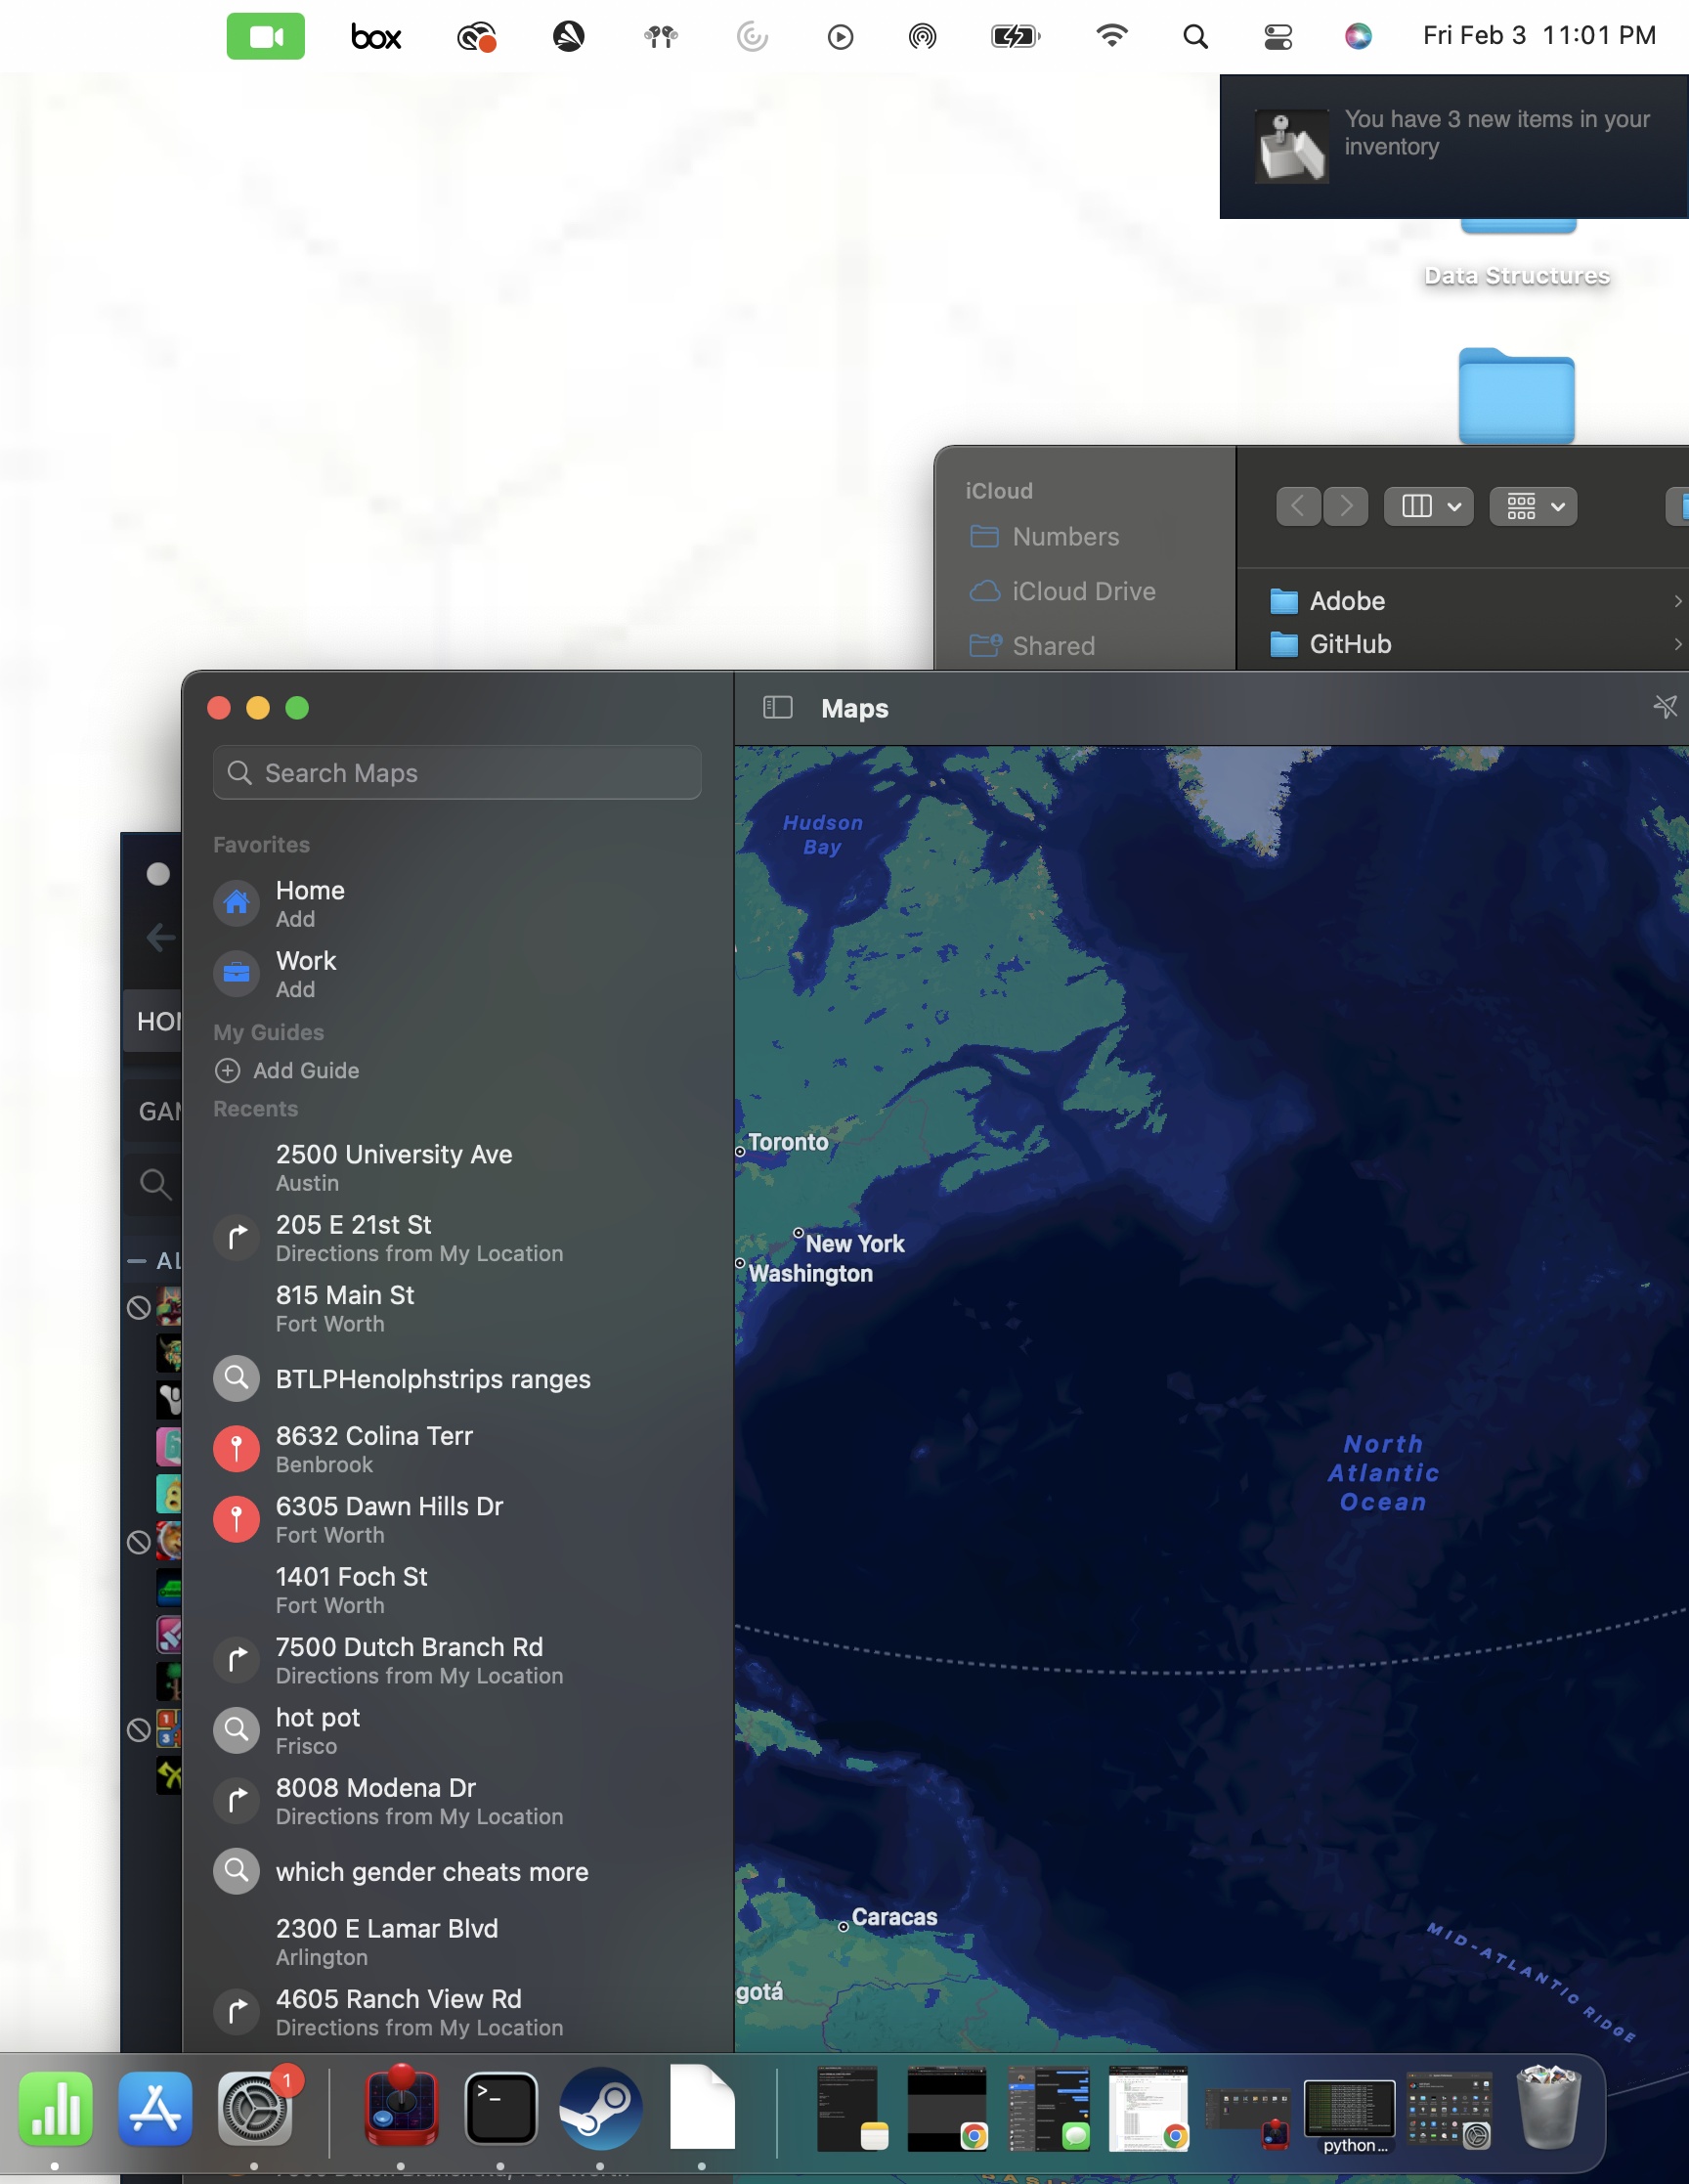 box
Fri Feb 3 11:01 PM
You have 3 new items in your
inventory
Data Structures
iCloud
Numbers
iCloud Drive
Shared
Adobe
GitHub
Maps
Search Maps
Favorites
Home
Add
Work
Add
My Guides
Add Guide
Recents
2500 University Ave
Austin
205 E 21st St
Directions from My Location
815 Main St
Fort Worth
BTLPHenolphstrips ranges
8632 Colina Terr
Benbrook
6305 Dawn Hills Dr
Fort Worth
1401 Foch St
Fort Worth
7500 Dutch Branch Rd
Directions from My Location
hot pot
Frisco
8008 Modena Dr
Directions from My Location
which gender cheats more
2300 E Lamar Blvd
Arlington
4605 Ranch View Rd
Directions from My Location
Hudson
Bay
Toronto
New York
Washington
North
Atlantic
Ocean
Caracas
gotá
MID-ATLANTIC RIDGE
HO
GA
AL
1
python...